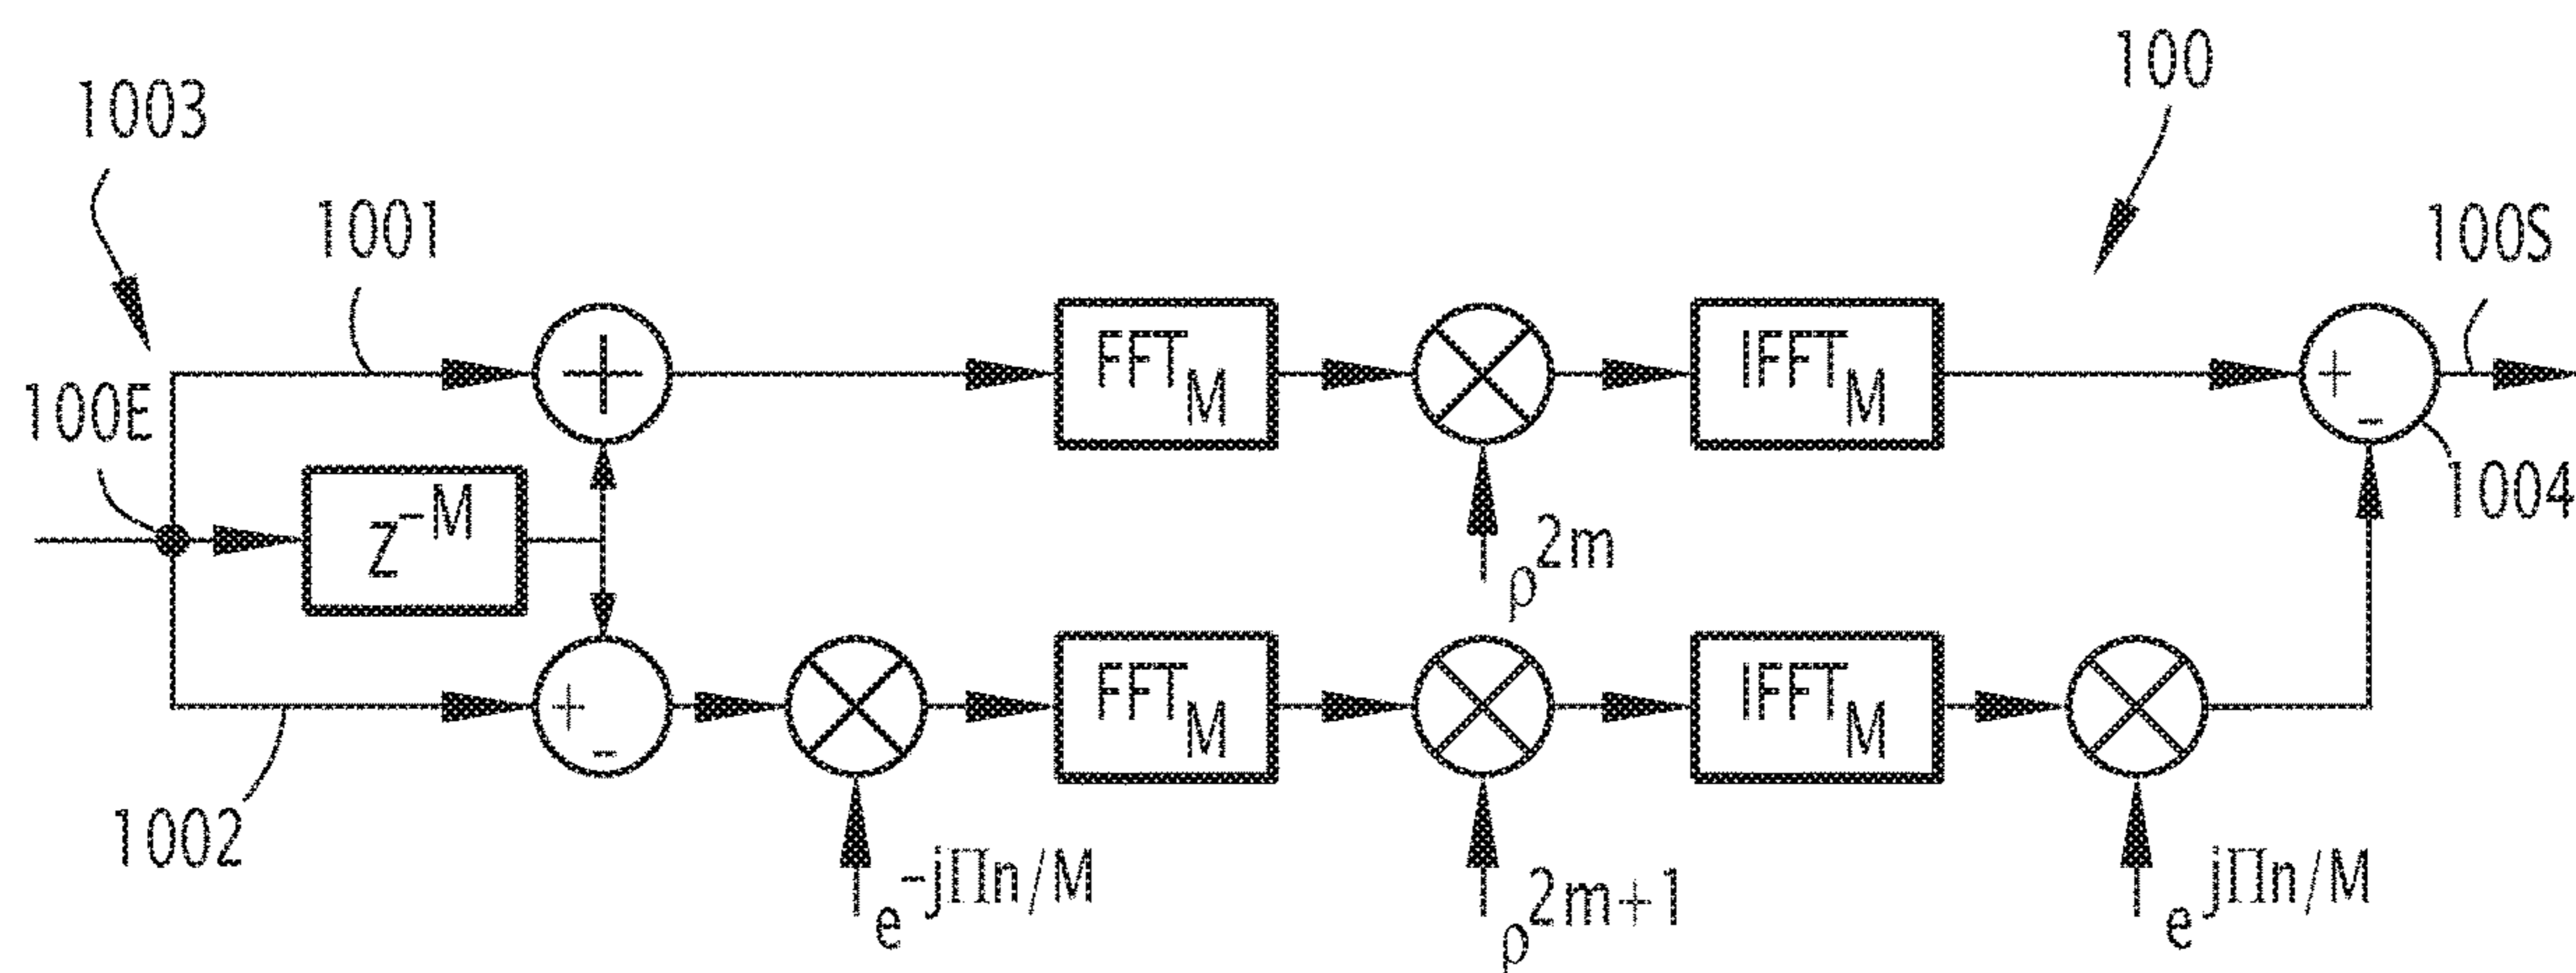 1003
100
1001
100S
100E
+
FFT_M
IFFT_M
+
-
z^-M
1004
ρ^2m
+
-
FFT_M
IFFT_M
1002
e^-jΠn/M
ρ^2m+1
e^jΠn/M